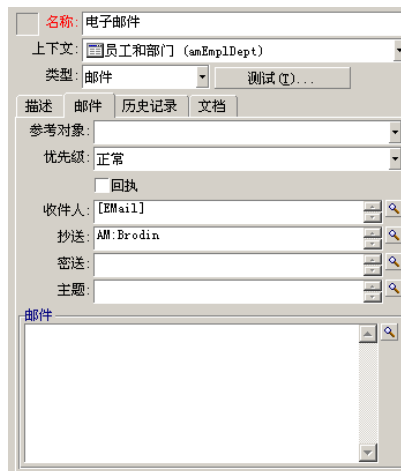 名称: 电子邮件
上下文: 员工和部门 (amEmplDept)
类型: 邮件 测试(T)...
描述 邮件 历史记录 文档
参考对象:
优先级: 正常
回执
收件人: [EMail]
抄送: AM:Brodin
密送:
主题:
邮件